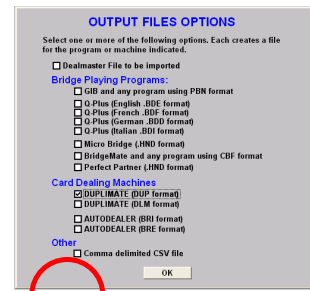 OUTPUT FILES OPTIONS
Select one or more of the following options. Each creates a file
for the program or machine indicated.
Dealmaster File to be imported
Bridge Playing Programs:
GIB and any program using PBN format
Q-Plus (English .BDE format)
Q-Plus (French .BDF format)
Q-Plus (German .BDD format)
Q-Plus (Italian .BDI format)
Micro Bridge (.HND format)
BridgeMate and any program using CBF format
Perfect Partner (.HND format)
Card Dealing Machines
DUPLIMATE (DUP format)
DUPLIMATE (DLM format)
AUTODEALER (BRI format)
AUTODEALER (BRE format)
Other
Comma delimited CSV file
OK